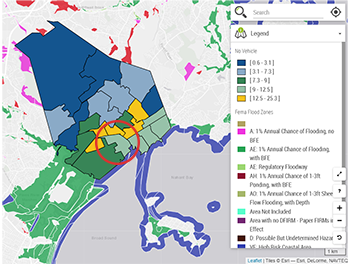 Search
Legend
No Vehicle
[ 0.6 - 3.1 ]
[ 3.1 - 7.3 ]
[ 7.3 - 9 ]
[ 9 - 12.5 ]
[ 12.5 - 25.3 ]
Fema Flood Zones
A: 1% Annual Chance of Flooding, no
BFE
AE: 1% Annual Chance of Flooding,
with BFE
AE: Regulatory Floodway
AH: 1% Annual Chance of 1-3ft
Ponding, with BFE
AO: 1% Annual Chance of 1-3ft Sheet
Flow Flooding, with Depth
Area Not Included
Area with no DFIRM - Paper FIRMs in
Effect
D: Possible But Undetermined Hazard
VE: High Risk Coastal Area
1 km
Leaflet | Tiles © Esri — Esri, DeLorme, NAVTEQ